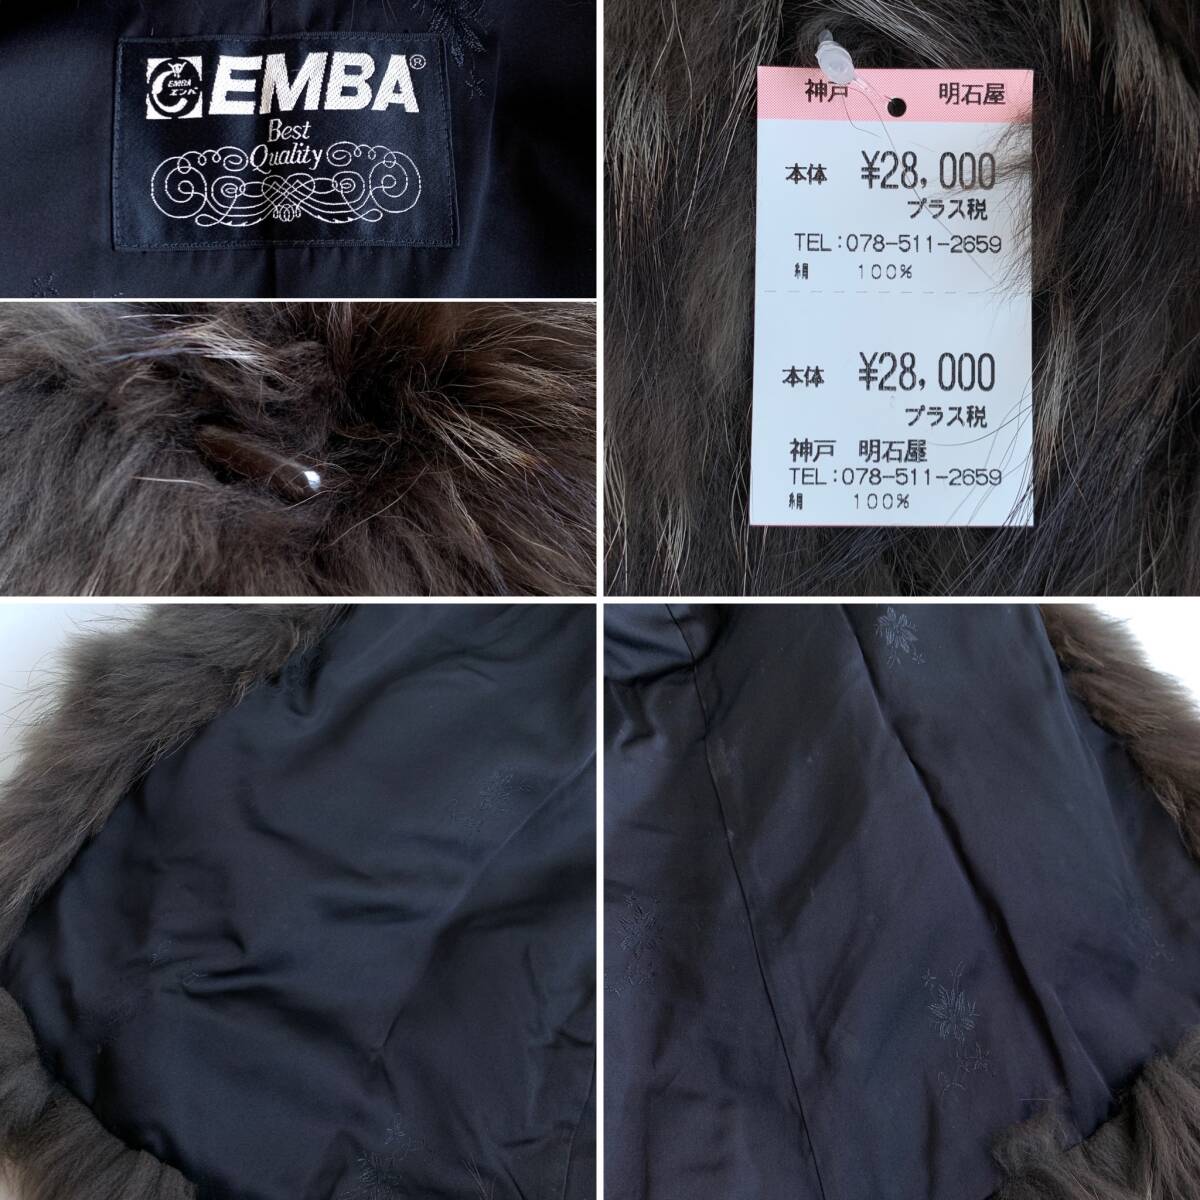 EMBA
エンバ
EMBA®
Best
Quality
神戸 明石屋
本体 ¥28,000
プラス税
TEL:078-511-2659
絹 100%
本体 ¥28,000
プラス税
神戸 明石屋
TEL:078-511-2659
絹 100%